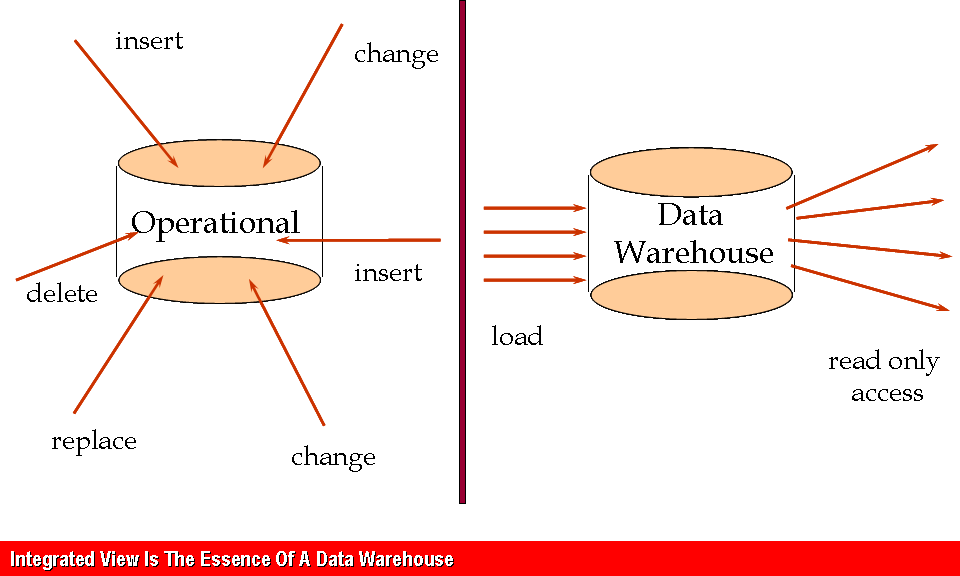 insert
change
Operational
delete
insert
replace
change
Data
Warehouse
load
read only
access
Integrated View Is The Essence Of A Data Warehouse